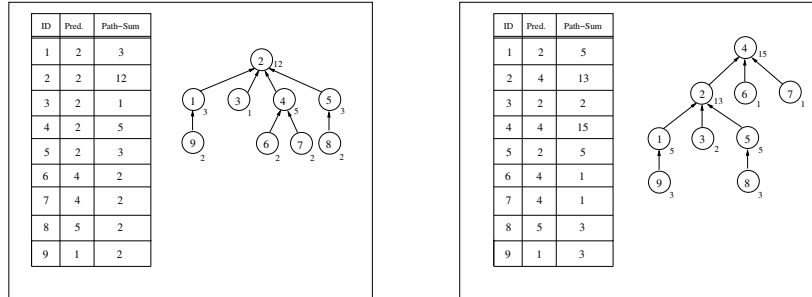 ID Pred. Path−Sum
1 2 3
2 2 12
3 2 1
4 2 5
5 2 3
6 4 2
7 4 2
8 5 2
9 1 2
2 12
1 3 3 1 4 5 5 3
9 2 6 2 7 2 8 2
ID Pred. Path−Sum
1 2 5
2 4 13
3 2 2
4 4 15
5 2 5
6 4 1
7 4 1
8 5 3
9 1 3
4 15
2 13 6 1 7 1
1 5 3 2 5 5
9 3 8 3